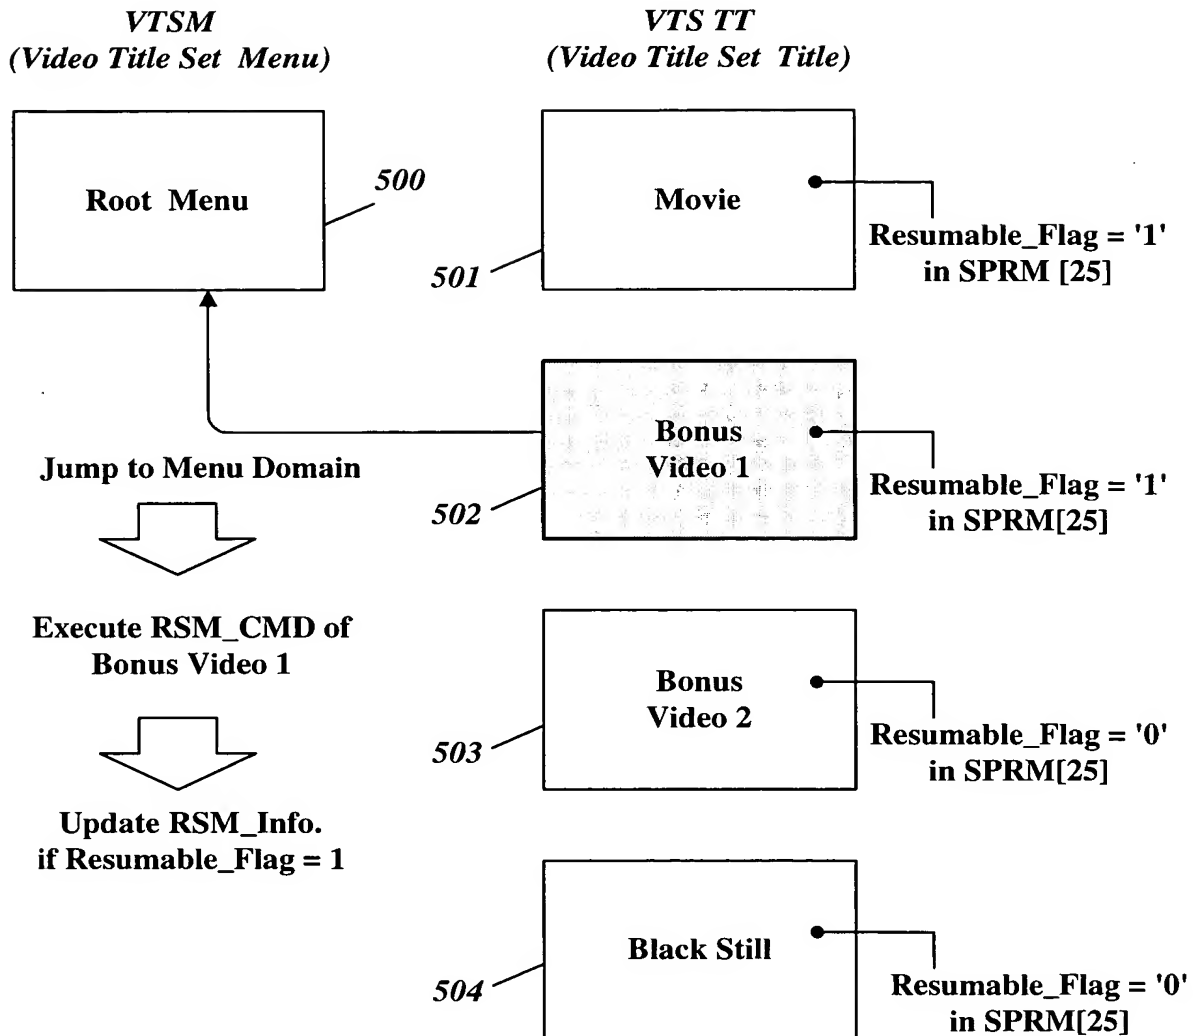 VTSM
(Video Title Set Menu)
VTS TT
(Video Title Set Title)
Root Menu
500
Movie
501
Resumable_Flag = '1'
in SPRM [25]
Bonus
Video 1
502
Resumable_Flag = '1'
in SPRM[25]
Jump to Menu Domain
Execute RSM_CMD of
Bonus Video 1
Bonus
Video 2
503
Resumable_Flag = '0'
in SPRM[25]
Update RSM_Info.
if Resumable_Flag = 1
Black Still
504
Resumable_Flag = '0'
in SPRM[25]